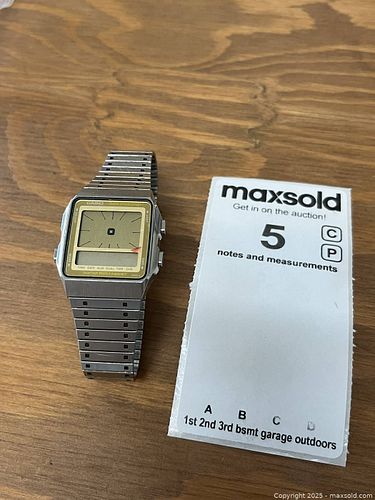 CASIO
maxsold
Get in on the auction!
5
C
P
notes and measurements
A B C D
1st 2nd 3rd bsmt garage outdoors
Copyright 2025 - maxsold.com